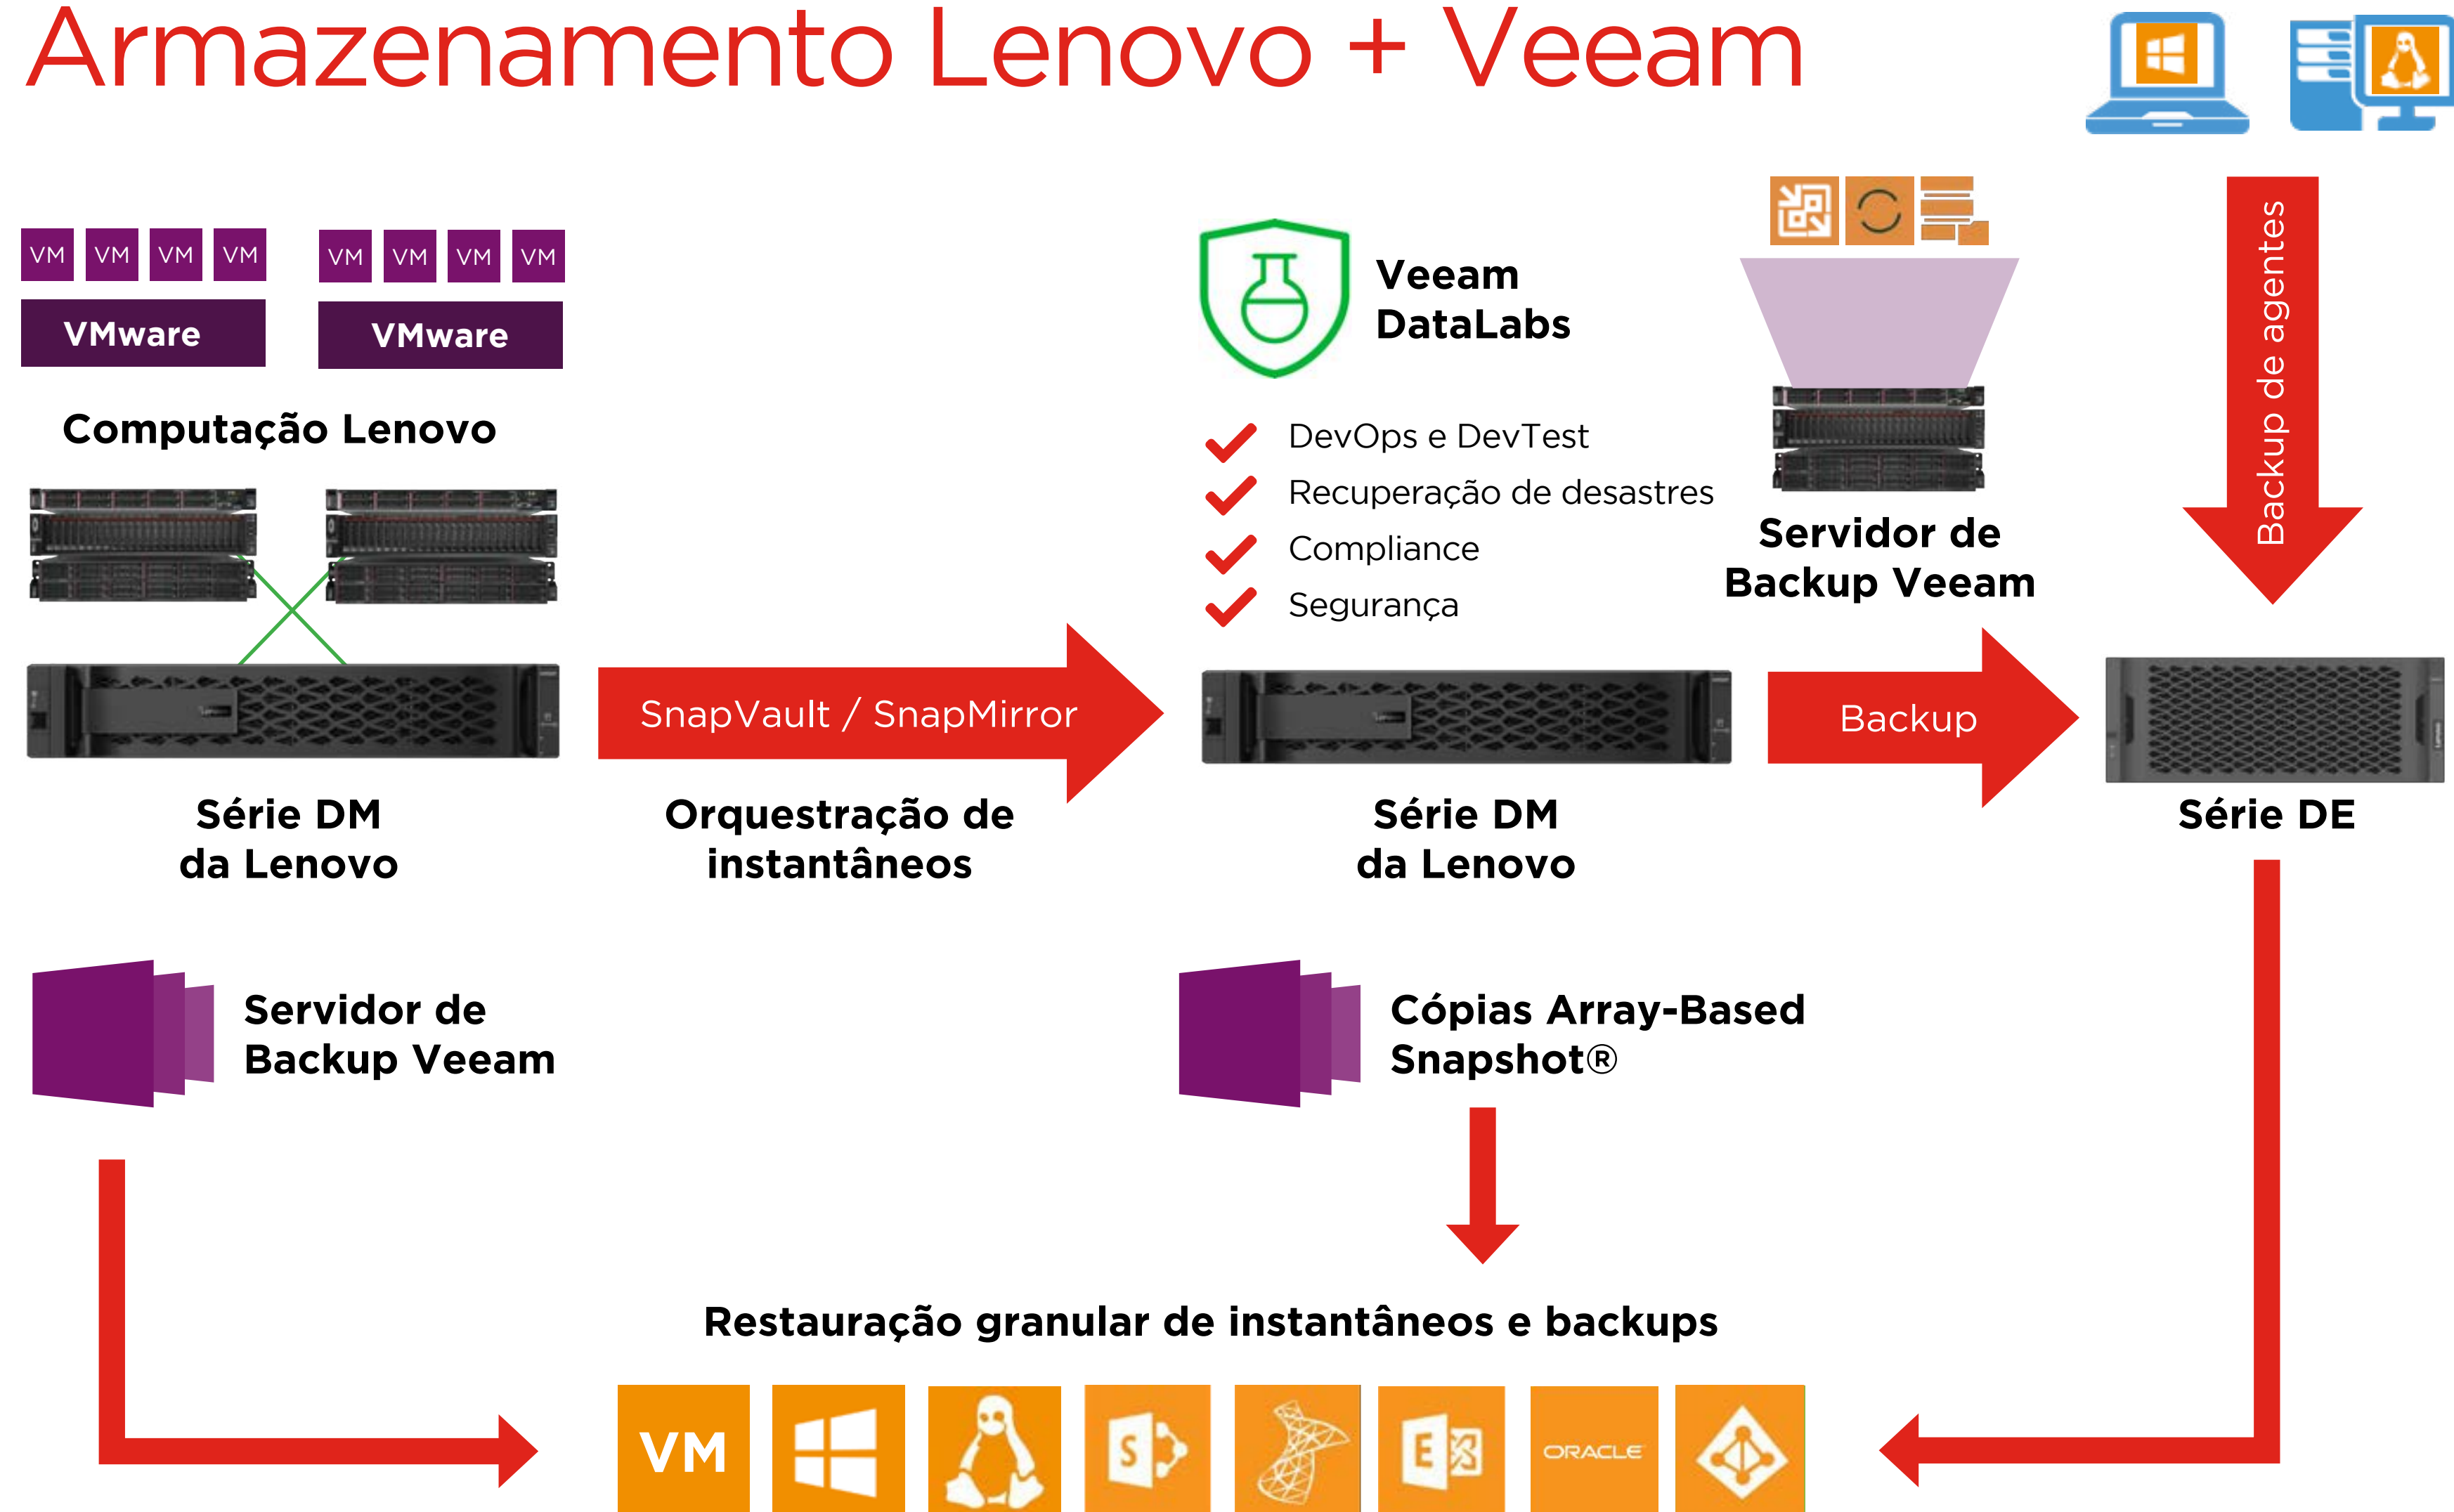 Armazenamento Lenovo + Veeam
VM VM VM VM
VM VM VM VM
VMware
VMware
Computação Lenovo
Série DM
da Lenovo
SnapVault / SnapMirror
Orquestração de
instantâneos
Veeam
DataLabs
DevOps e DevTest
Recuperação de desastres
Compliance
Segurança
Série DM
da Lenovo
Servidor de
Backup Veeam
Backup
Backup de agentes
Série DE
Servidor de
Backup Veeam
Cópias Array-Based
Snapshot®
Restauração granular de instantâneos e backups
VM
S
E
ORACLE